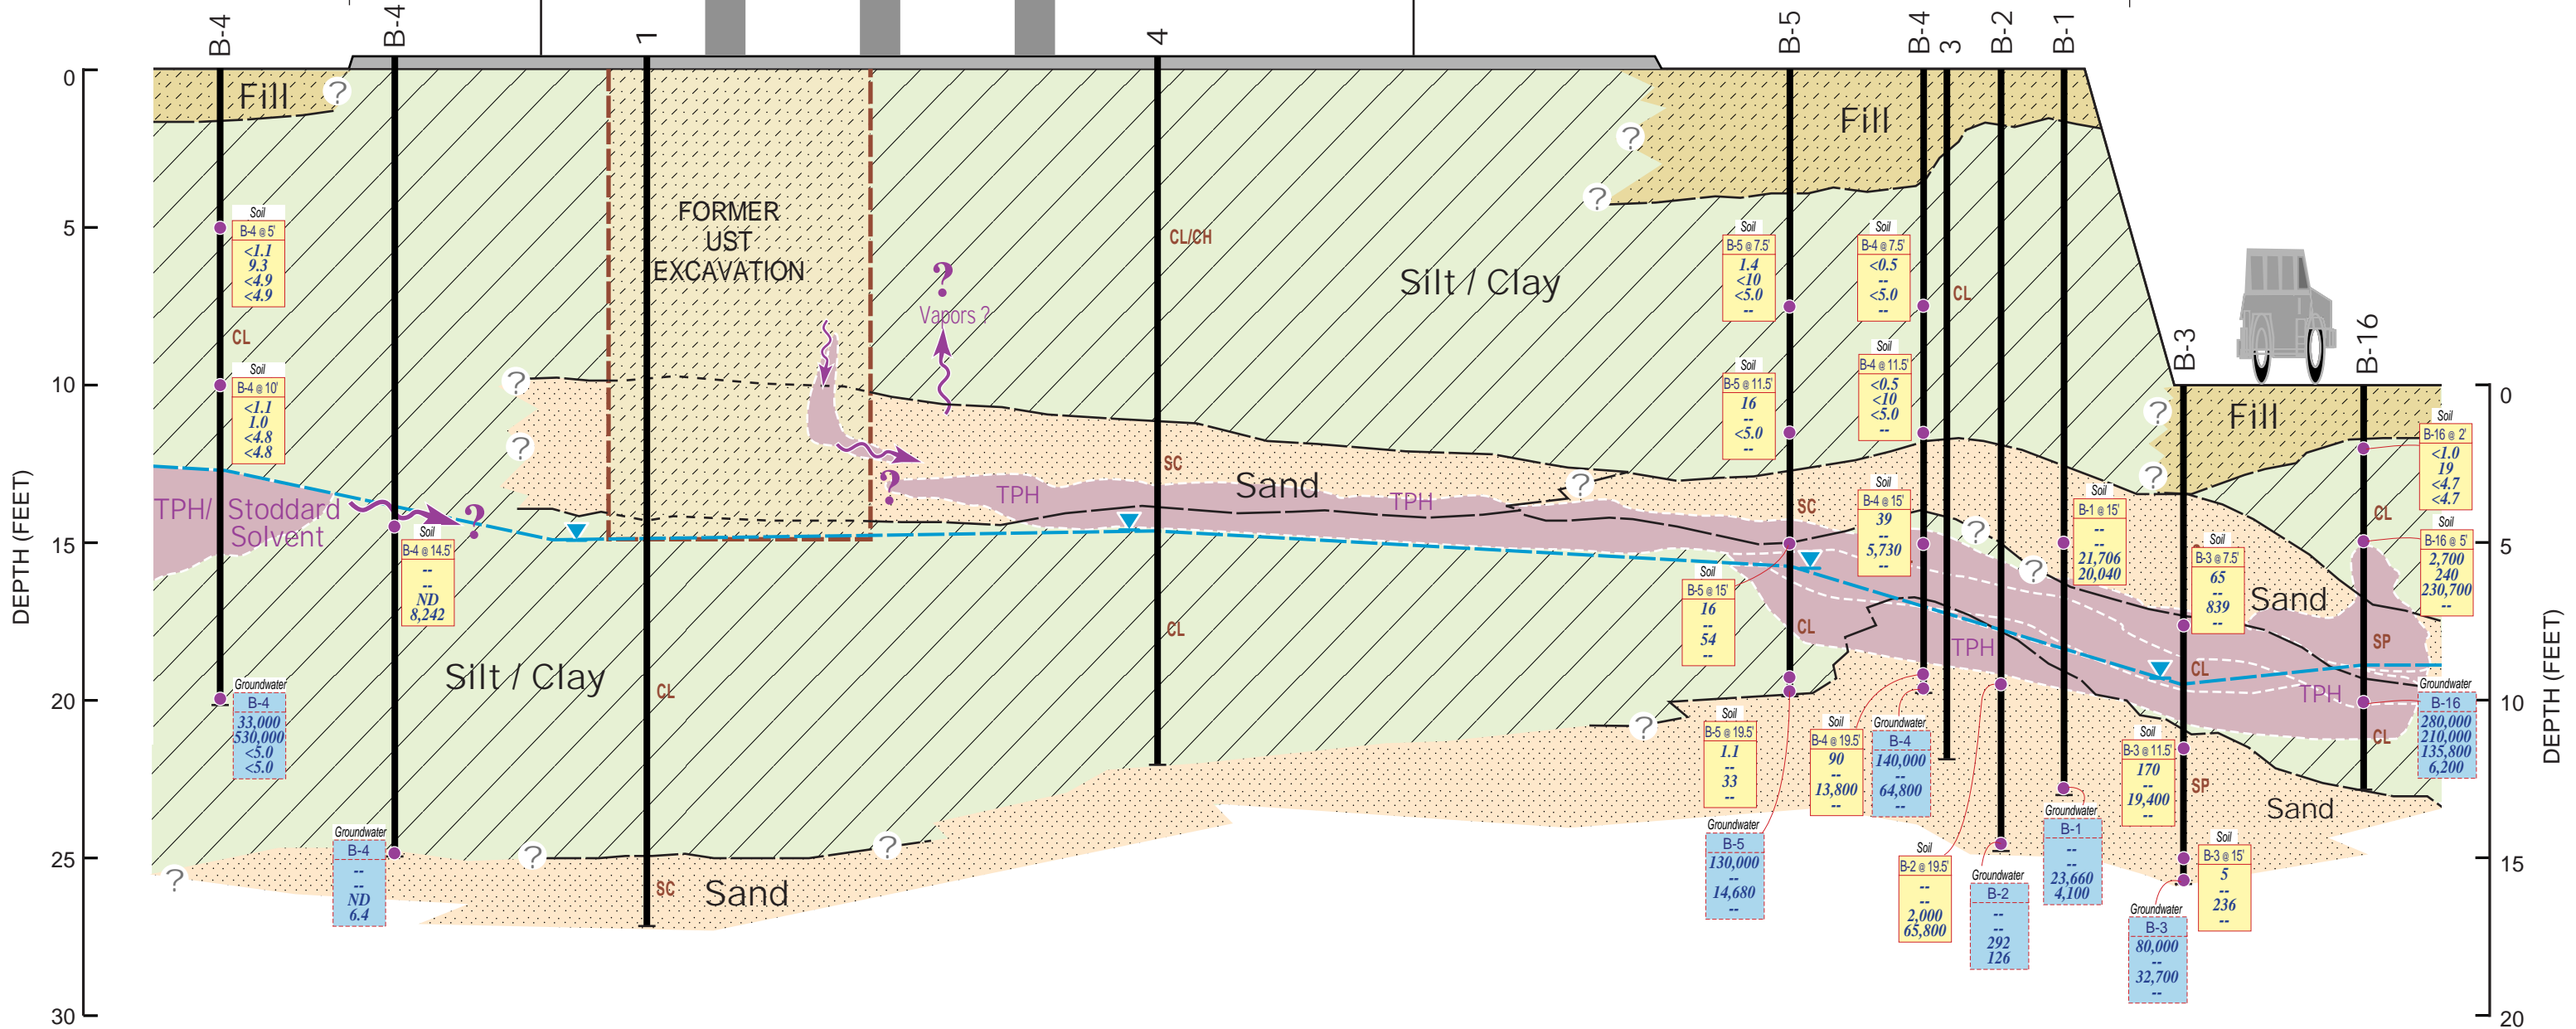 B-4
B-4
1
4
B-5
B-4
3
B-2
B-1
B-3
B-16
DEPTH (FEET)
0
5
10
15
20
25
30
Fill
?
Soil
B-4 @ 5'
<1.1
9.3
<4.9
<4.9
CL
Soil
B-4 @ 10'
<1.1
1.0
<4.8
<4.8
TPH/ Stoddard
Solvent
?
Soil
B-4 @ 14.5'
--
--
ND
8,242
Groundwater
B-4
33,000
530,000
<5.0
<5.0
Groundwater
B-4
--
--
ND
6.4
?
Silt / Clay
?
?
FORMER
UST
EXCAVATION
CL
?
SC
Sand
?
?
Vapors ?
?
TPH
CL/CH
SC
CL
Sand
TPH
Silt / Clay
?
?
?
?
Fill
Soil
B-5 @ 7.5'
1.4
<10
<5.0
--
Soil
B-5 @ 11.5'
16
--
<5.0
--
SC
Soil
B-5 @ 15'
16
--
54
--
CL
Soil
B-5 @ 19.5'
1.1
--
33
--
Groundwater
B-5
130,000
--
14,680
--
Soil
B-4 @ 7.5'
<0.5
--
<5.0
--
Soil
B-4 @ 11.5'
<0.5
<10
<5.0
--
Soil
B-4 @ 15'
39
--
5,730
--
Soil
B-4 @ 19.5'
90
--
13,800
--
Groundwater
B-4
140,000
--
64,800
--
CL
?
?
TPH
Soil
B-2 @ 19.5'
--
--
2,000
65,800
Groundwater
B-2
--
--
292
126
Soil
B-1 @ 15'
--
--
21,706
20,040
Groundwater
B-1
--
--
23,660
4,100
?
?
Fill
Soil
B-3 @ 7.5'
65
--
839
--
CL
Soil
B-3 @ 11.5'
170
--
19,400
--
SP
Soil
B-3 @ 15'
5
--
236
--
Groundwater
B-3
80,000
--
32,700
--
Sand
TPH
Sand
Soil
B-16 @ 2'
<1.0
19
<4.7
<4.7
CL
Soil
B-16 @ 5'
2,700
240
230,700
--
SP
CL
Groundwater
B-16
280,000
210,000
135,800
6,200
0
5
10
15
20
DEPTH (FEET)